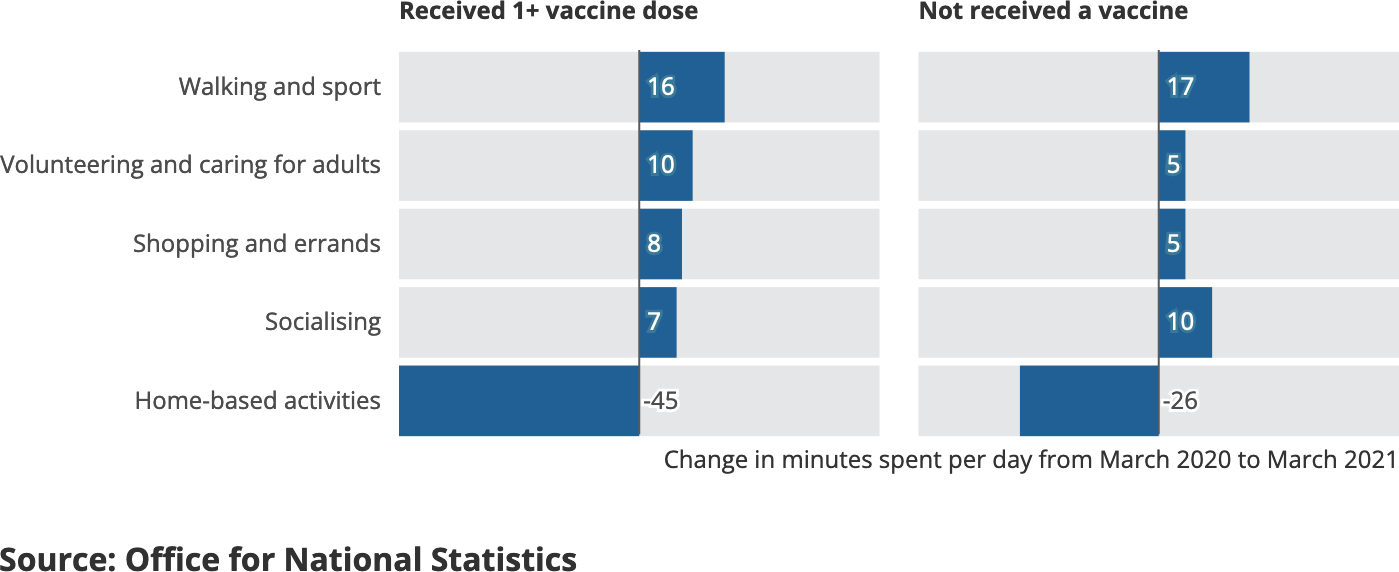 Received 1+ vaccine dose
Not received a vaccine
Walking and sport
16
17
Volunteering and caring for adults
10
5
Shopping and errands
8
5
Socialising
7
10
Home-based activities
-45
-26
Change in minutes spent per day from March 2020 to March 2021
Source: Office for National Statistics